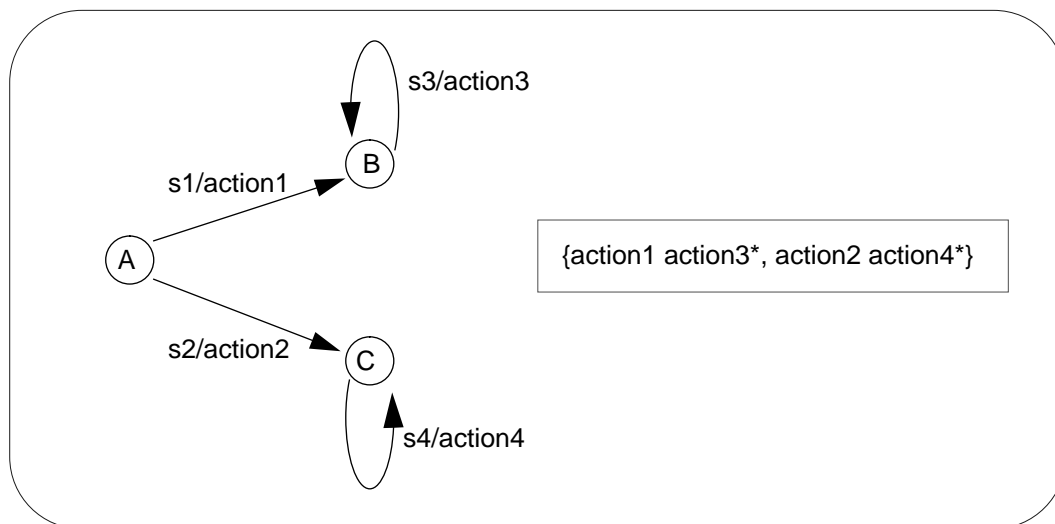 s3/action3
B
s1/action1
A
{action1 action3*, action2 action4*}
s2/action2
C
s4/action4